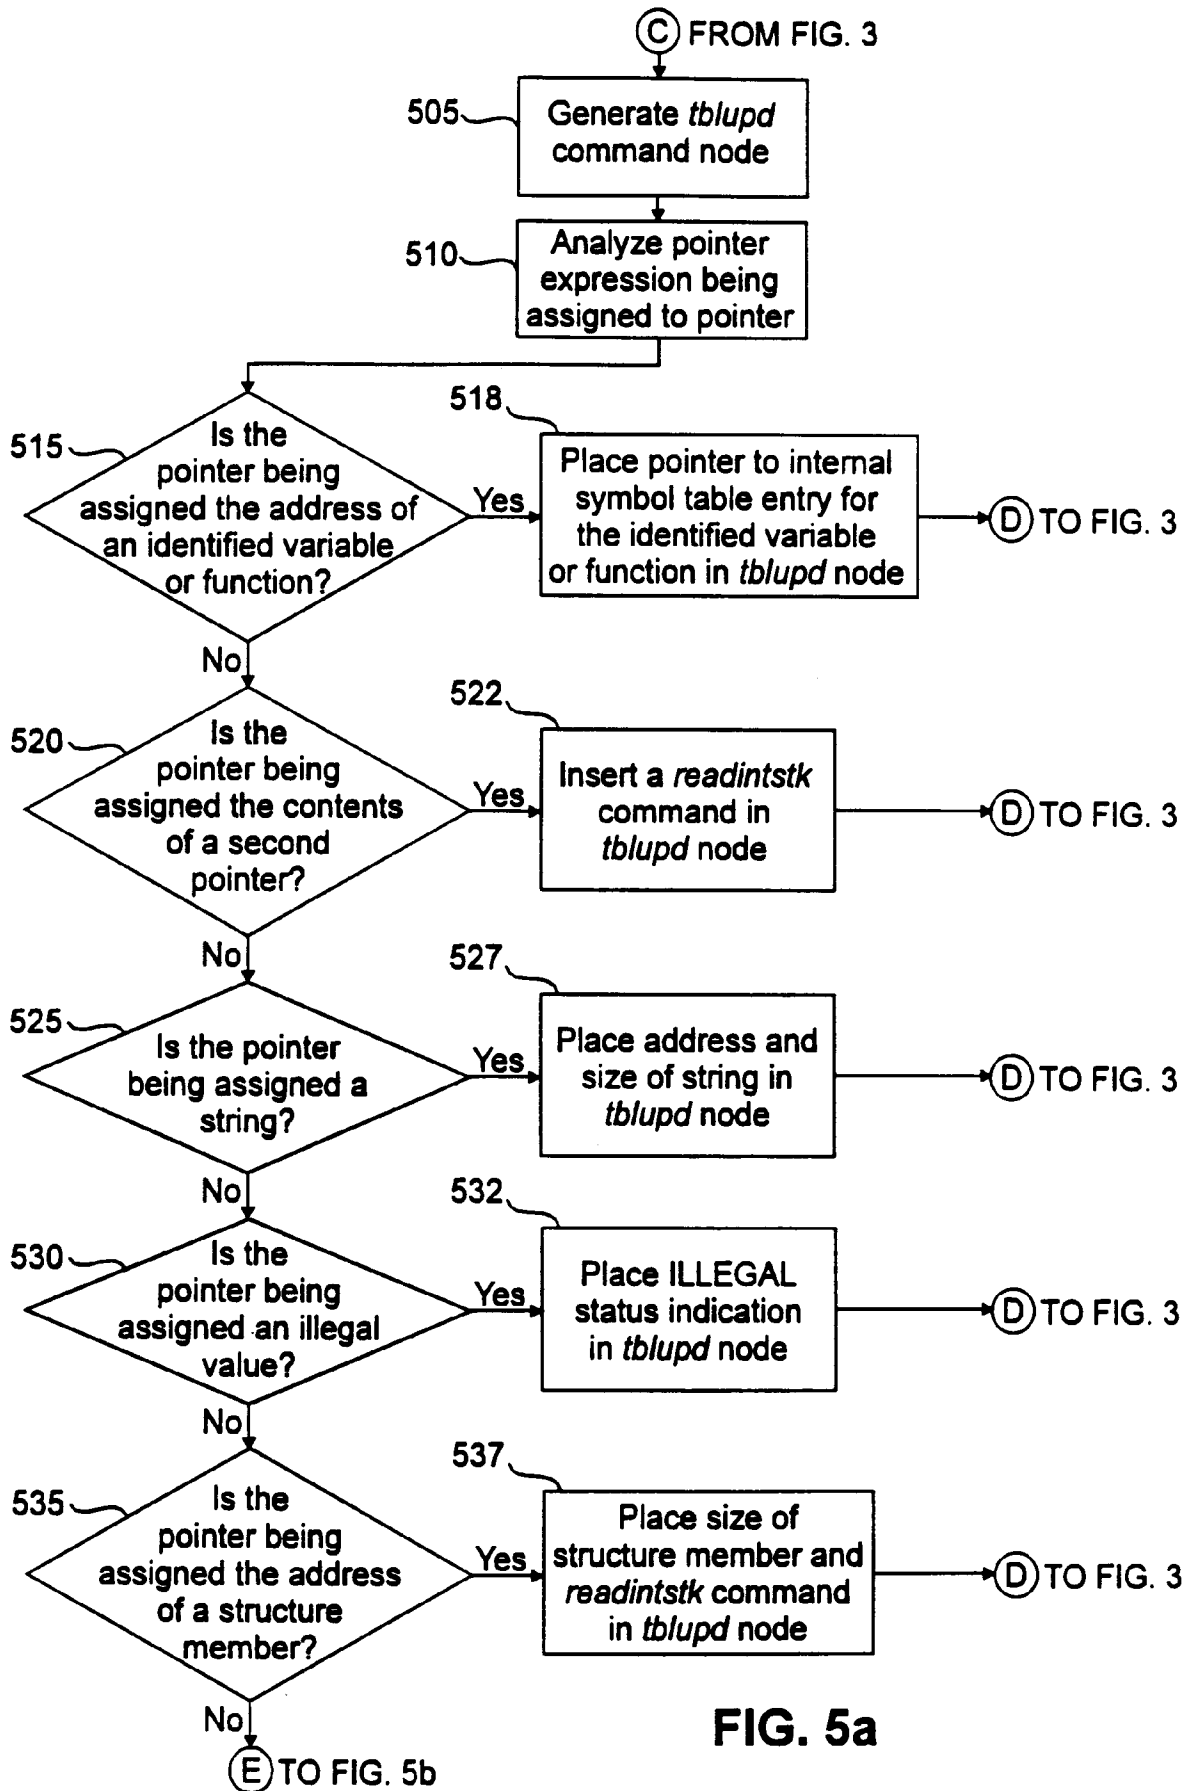 C FROM FIG. 3
505
Generate tblupd
command node
510
Analyze pointer
expression being
assigned to pointer
515
Is the
pointer being
assigned the address of
an identified variable
or function?
Yes
518
Place pointer to internal
symbol table entry for
the identified variable
or function in tblupd node
D TO FIG. 3
No
520
Is the
pointer being
assigned the contents
of a second
pointer?
Yes
522
Insert a readintstk
command in
tblupd node
D TO FIG. 3
No
525
Is the pointer
being assigned a
string?
Yes
527
Place address and
size of string in
tblupd node
D TO FIG. 3
No
530
Is the
pointer being
assigned an illegal
value?
Yes
532
Place ILLEGAL
status indication
in tblupd node
D TO FIG. 3
No
535
Is the
pointer being
assigned the address
of a structure
member?
Yes
537
Place size of
structure member and
readintstk command
in tblupd node
D TO FIG. 3
No
E TO FIG. 5b
FIG. 5a